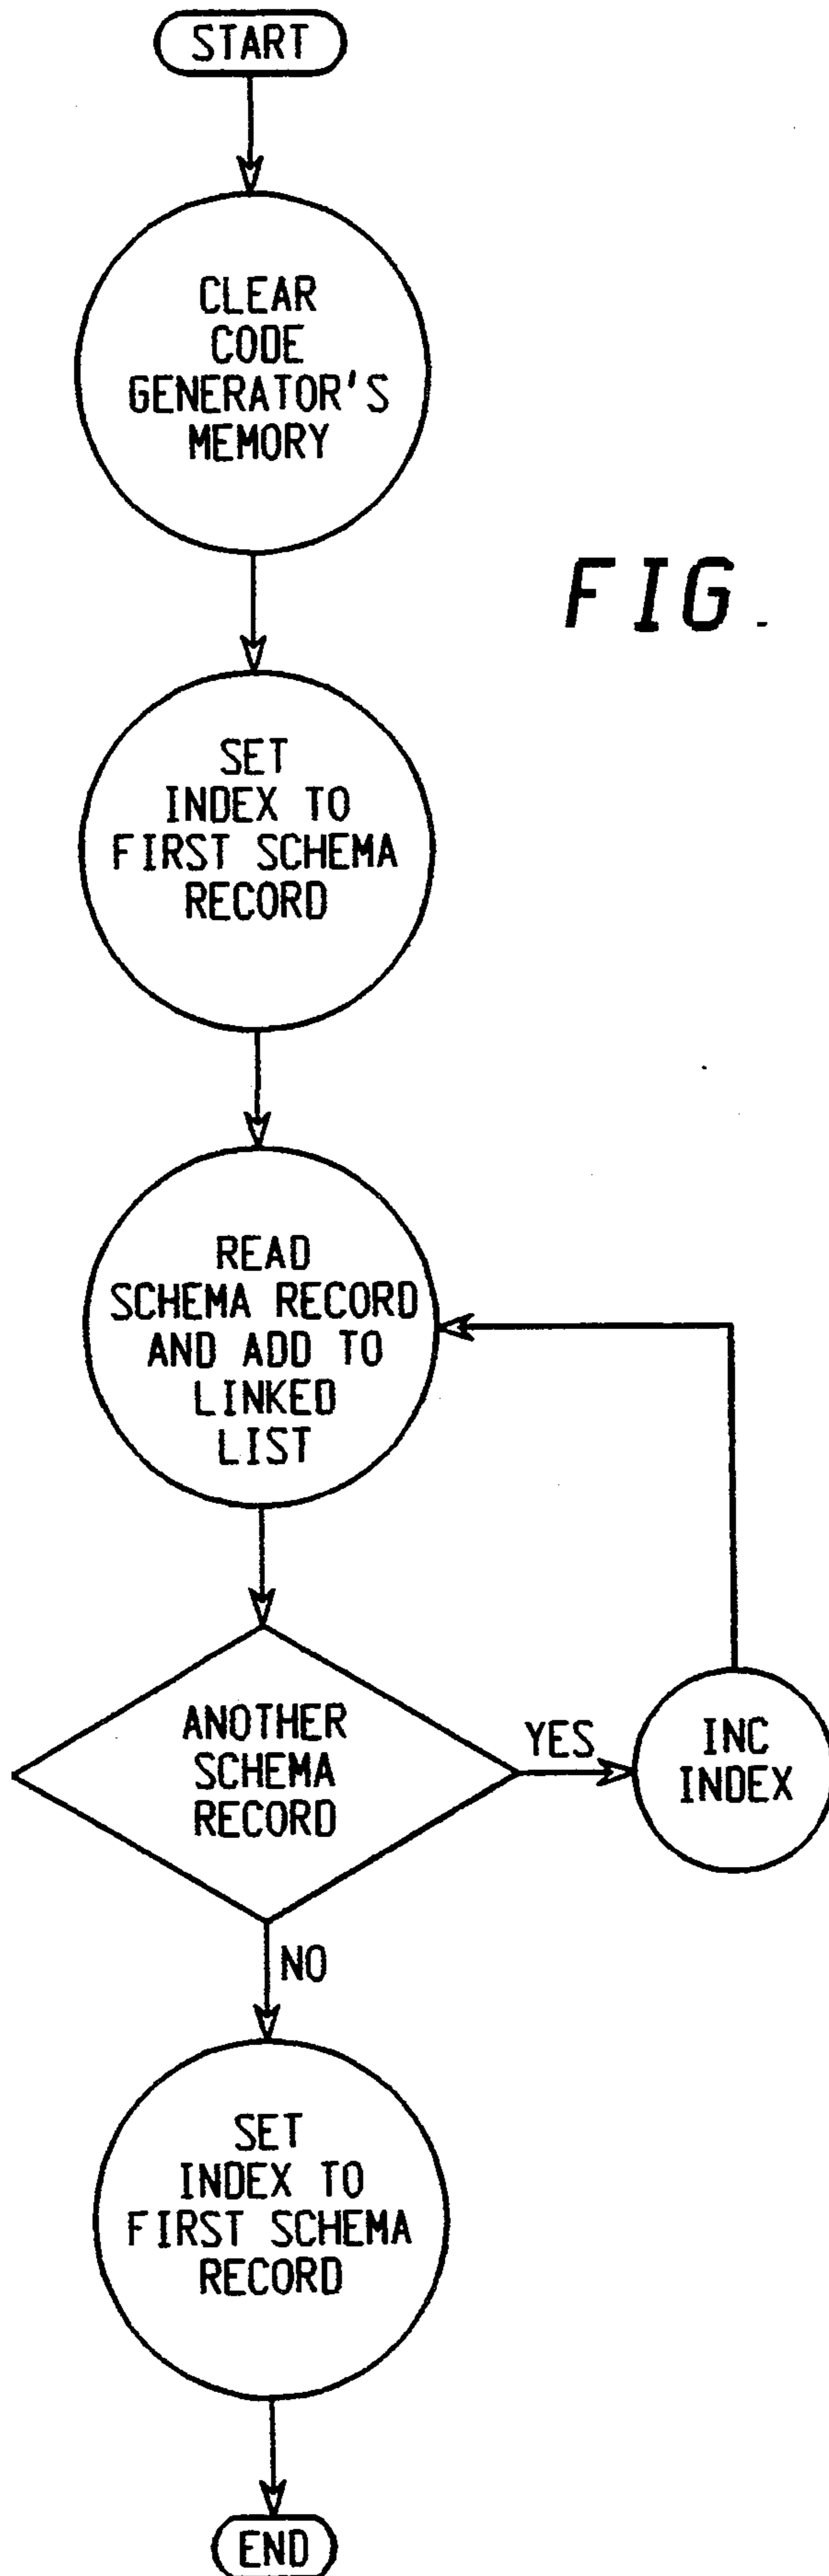 START
CLEAR
CODE
GENERATOR'S
MEMORY
FIG.
SET
INDEX TO
FIRST SCHEMA
RECORD
READ
SCHEMA RECORD
AND ADD TO
LINKED
LIST
ANOTHER
SCHEMA
RECORD
YES
INC
INDEX
NO
SET
INDEX TO
FIRST SCHEMA
RECORD
END